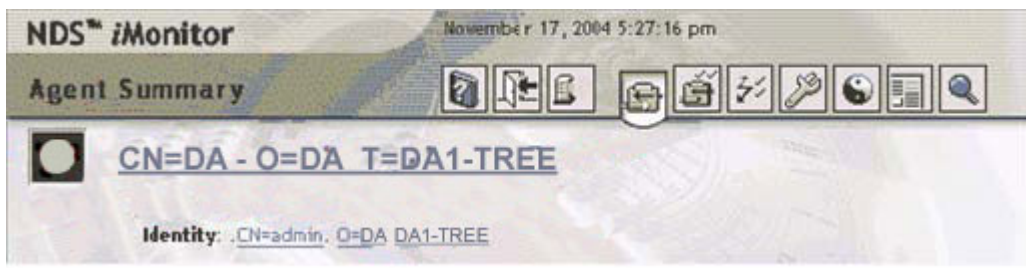 NDS™ iMonitor
November 17, 2004 5:27:16 pm
Agent Summary
CN=DA - O=DA T=DA1-TREE
Identity: .CN=admin. O=DA DA1-TREE